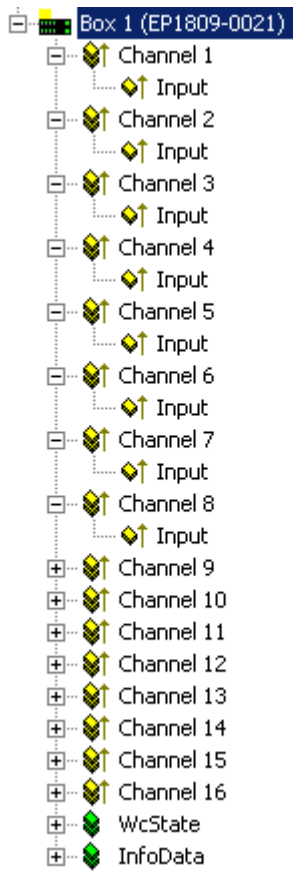 Box 1 (EP1809-0021)
Channel 1
Input
Channel 2
Input
Channel 3
Input
Channel 4
Input
Channel 5
Input
Channel 6
Input
Channel 7
Input
Channel 8
Input
Channel 9
Channel 10
Channel 11
Channel 12
Channel 13
Channel 14
Channel 15
Channel 16
WcState
InfoData